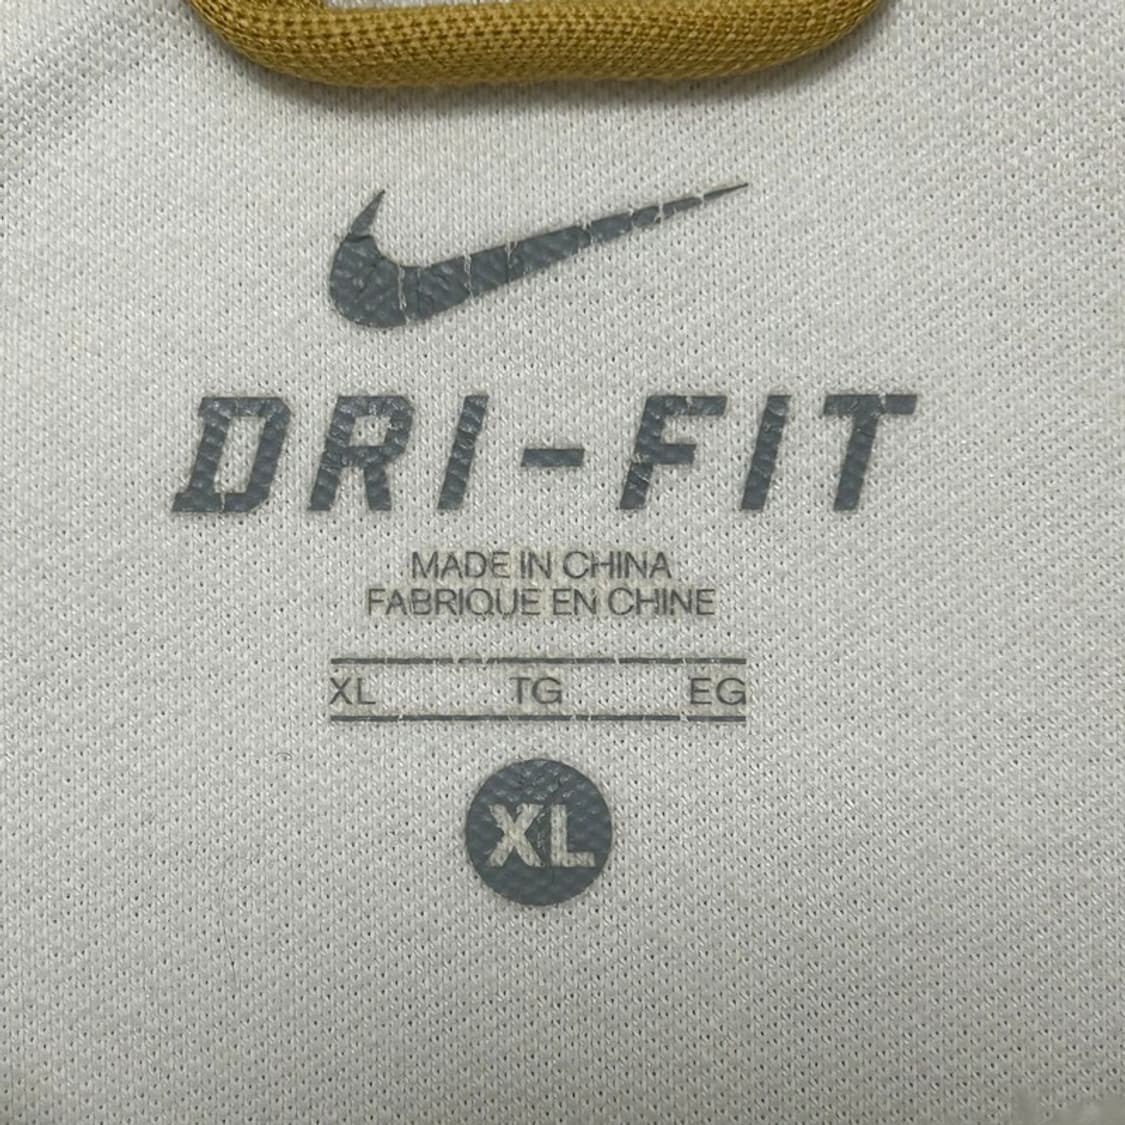 DRI-FIT
MADE IN CHINA
FABRIQUE EN CHINE
XL TG EG
XL